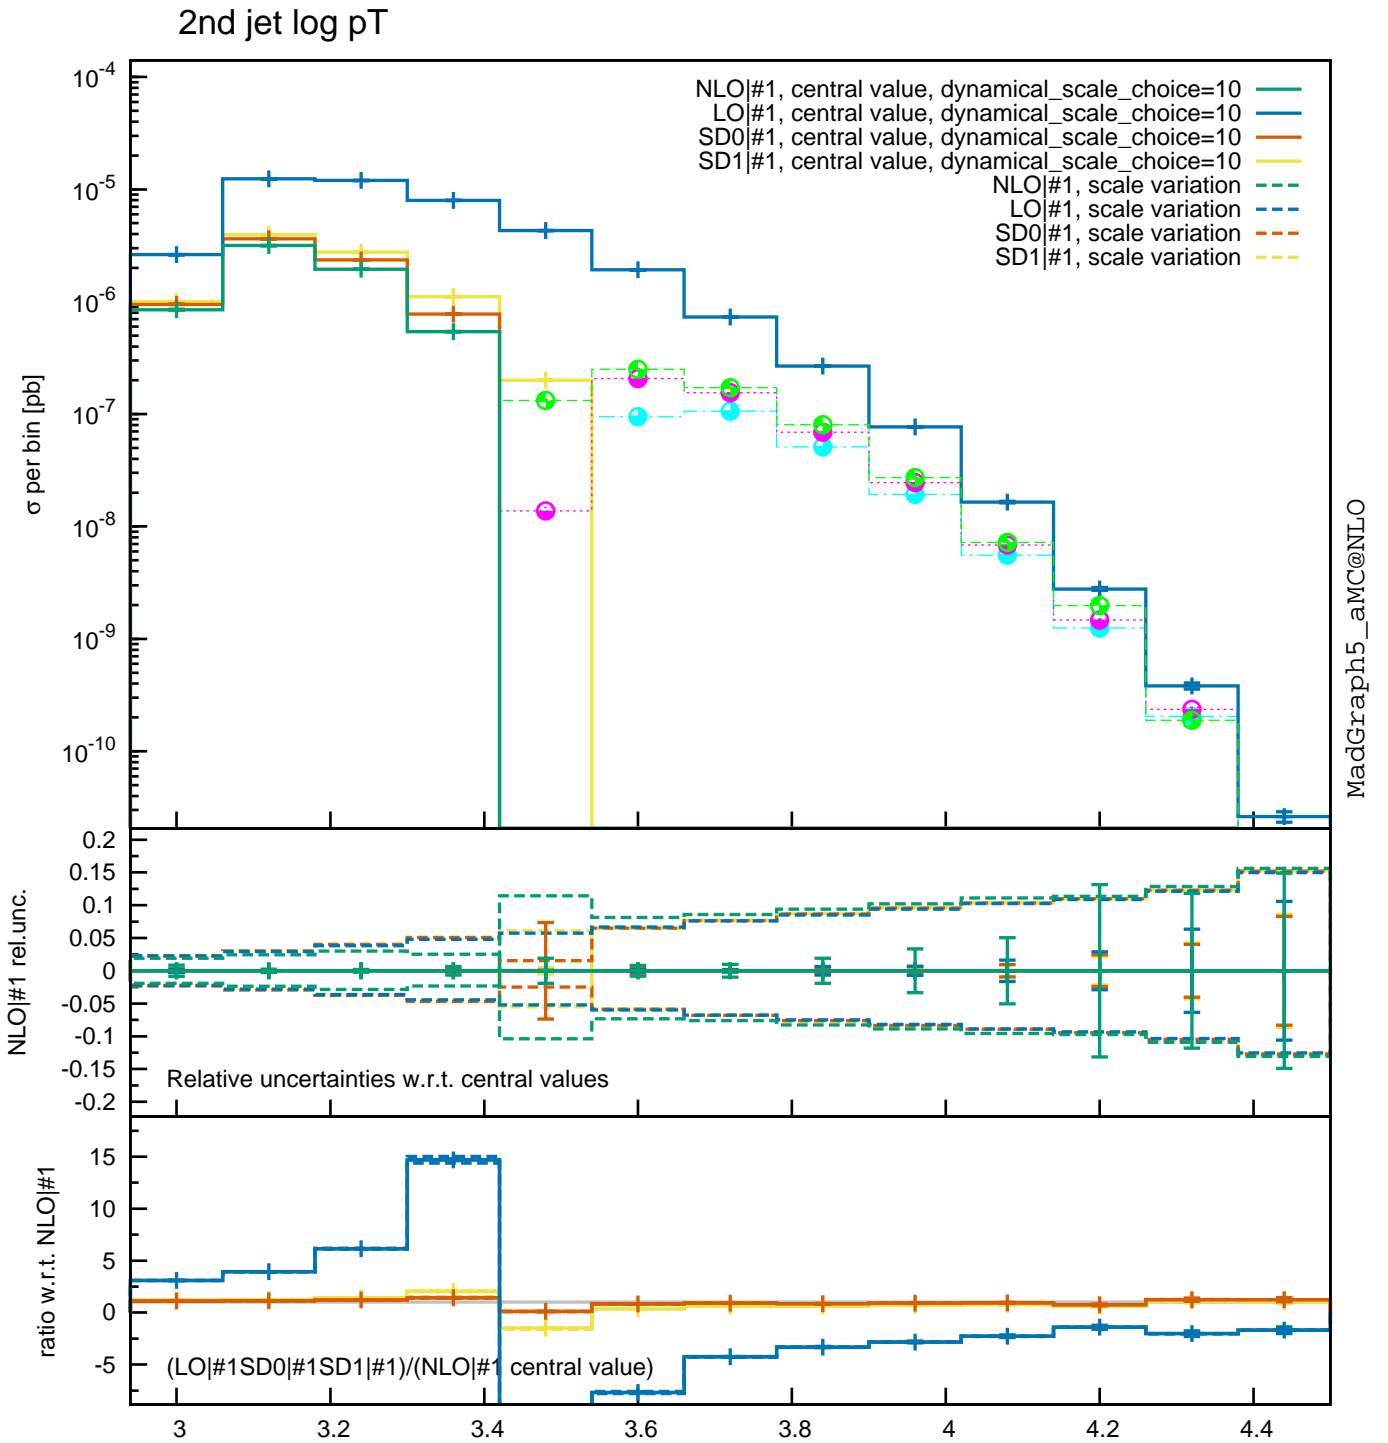 2nd jet log pT
10-4
10-5
10-6
10-7
10-8
10-9
10-10
σ per bin [pb]
NLO|#1, central value, dynamical_scale_choice=10
LO|#1, central value, dynamical_scale_choice=10
SD0|#1, central value, dynamical_scale_choice=10
SD1|#1, central value, dynamical_scale_choice=10
NLO|#1, scale variation
LO|#1, scale variation
SD0|#1, scale variation
SD1|#1, scale variation
MadGraph5_aMC@NLO
0.2
0.15
0.1
0.05
0
-0.05
-0.1
-0.15
-0.2
NLO|#1 rel.unc.
Relative uncertainties w.r.t. central values
15
10
5
0
-5
ratio w.r.t. NLO|#1
(LO|#1SD0|#1SD1|#1)/(NLO|#1 central value)
3 3.2 3.4 3.6 3.8 4 4.2 4.4